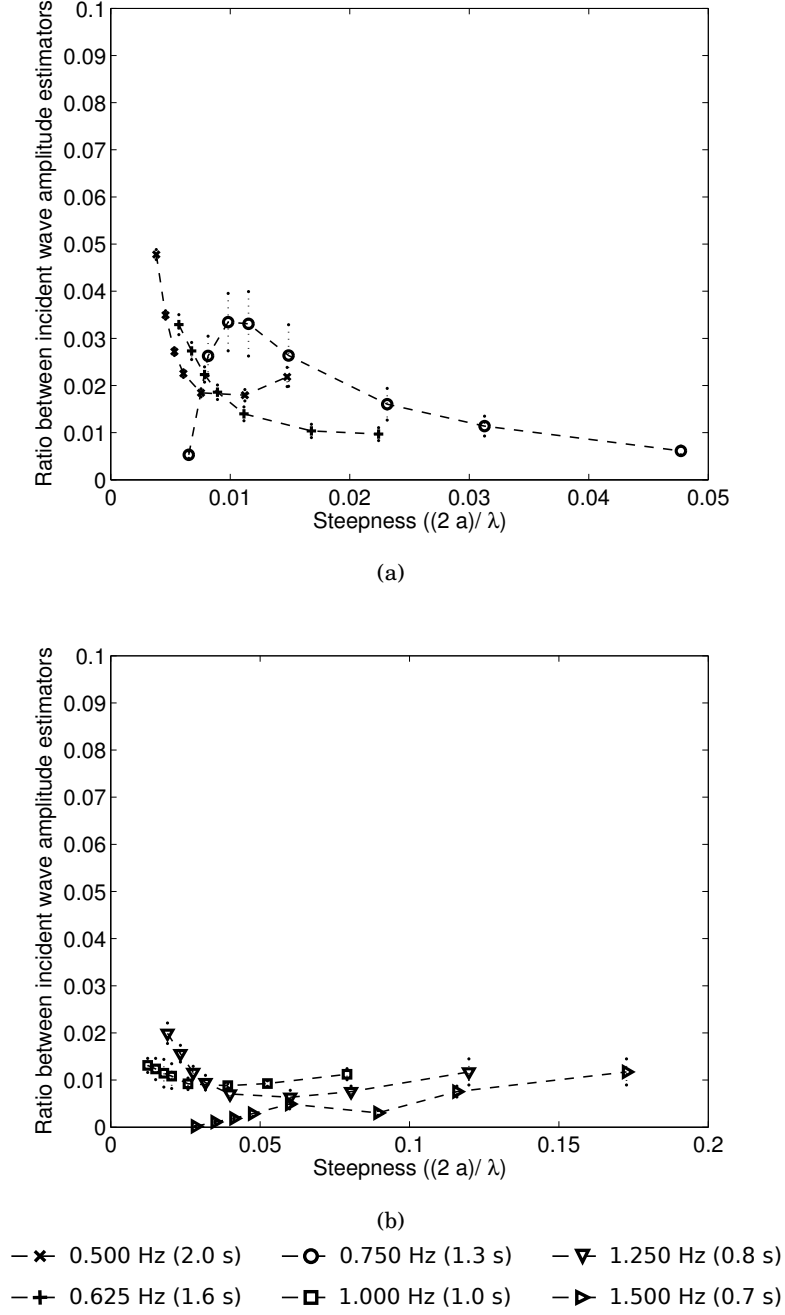 0.1
0.09
0.08
0.07
0.06
0.05
0.04
0.03
0.02
0.01
0
Ratio between incident wave amplitude estimators
0 0.01 0.02 0.03 0.04 0.05
Steepness ((2 a)/ λ)
(a)
0.1
0.09
0.08
0.07
0.06
0.05
0.04
0.03
0.02
0.01
0
Ratio between incident wave amplitude estimators
0 0.05 0.1 0.15 0.2
Steepness ((2 a)/ λ)
(b)
0.500 Hz (2.0 s) 0.750 Hz (1.3 s) 1.250 Hz (0.8 s)
0.625 Hz (1.6 s) 1.000 Hz (1.0 s) 1.500 Hz (0.7 s)